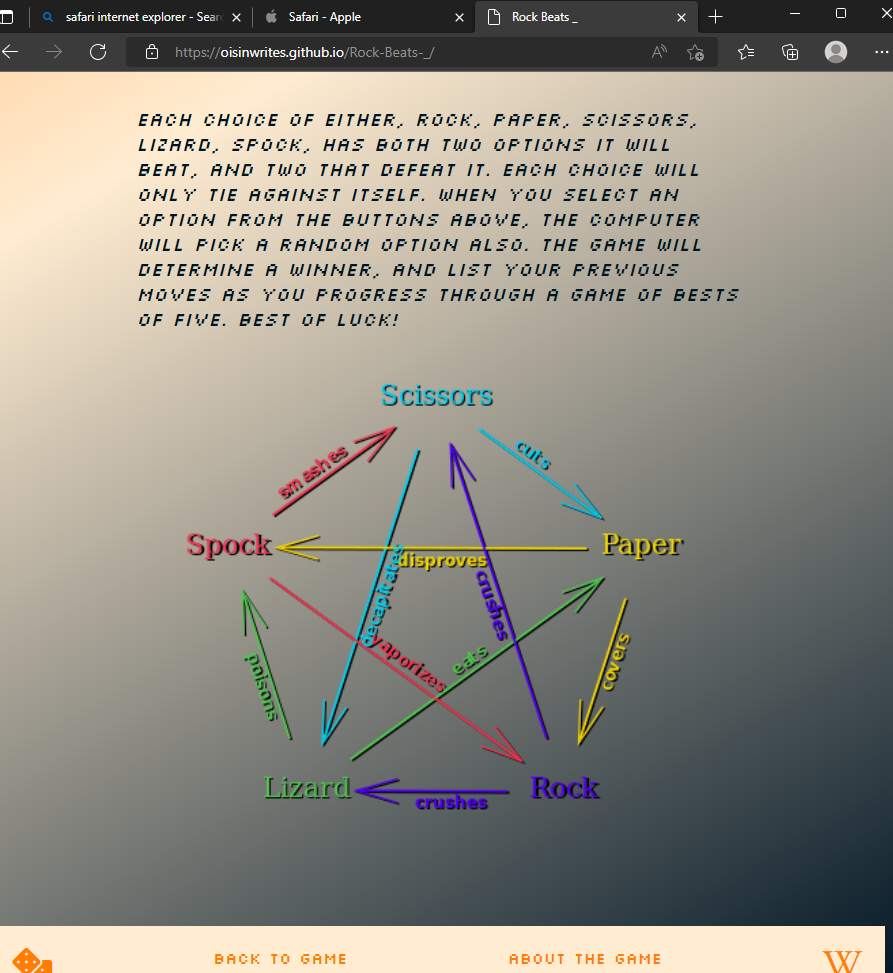 safari internet explorer - Sear
Safari - Apple
Rock Beats _
https://oisinwrites.github.io/Rock-Beats-_/
EACH CHOICE OF EITHER, ROCK, PAPER, SCISSORS,
LIZARD, SPOCK, HAS BOTH TWO OPTIONS IT WILL
BEAT, AND TWO THAT DEFEAT IT. EACH CHOICE WILL
ONLY TIE AGAINST ITSELF. WHEN YOU SELECT AN
OPTION FROM THE BUTTONS ABOVE, THE COMPUTER
WILL PICK A RANDOM OPTION ALSO. THE GAME WILL
DETERMINE A WINNER, AND LIST YOUR PREVIOUS
MOVES AS YOU PROGRESS THROUGH A GAME OF BESTS
OF FIVE. BEST OF LUCK!
Scissors
smashes
cuts
Spock
Paper
disproves
decapitates
crushes
vaporizes
eats
poisons
covers
Lizard
Rock
crushes
BACK TO GAME
ABOUT THE GAME
W